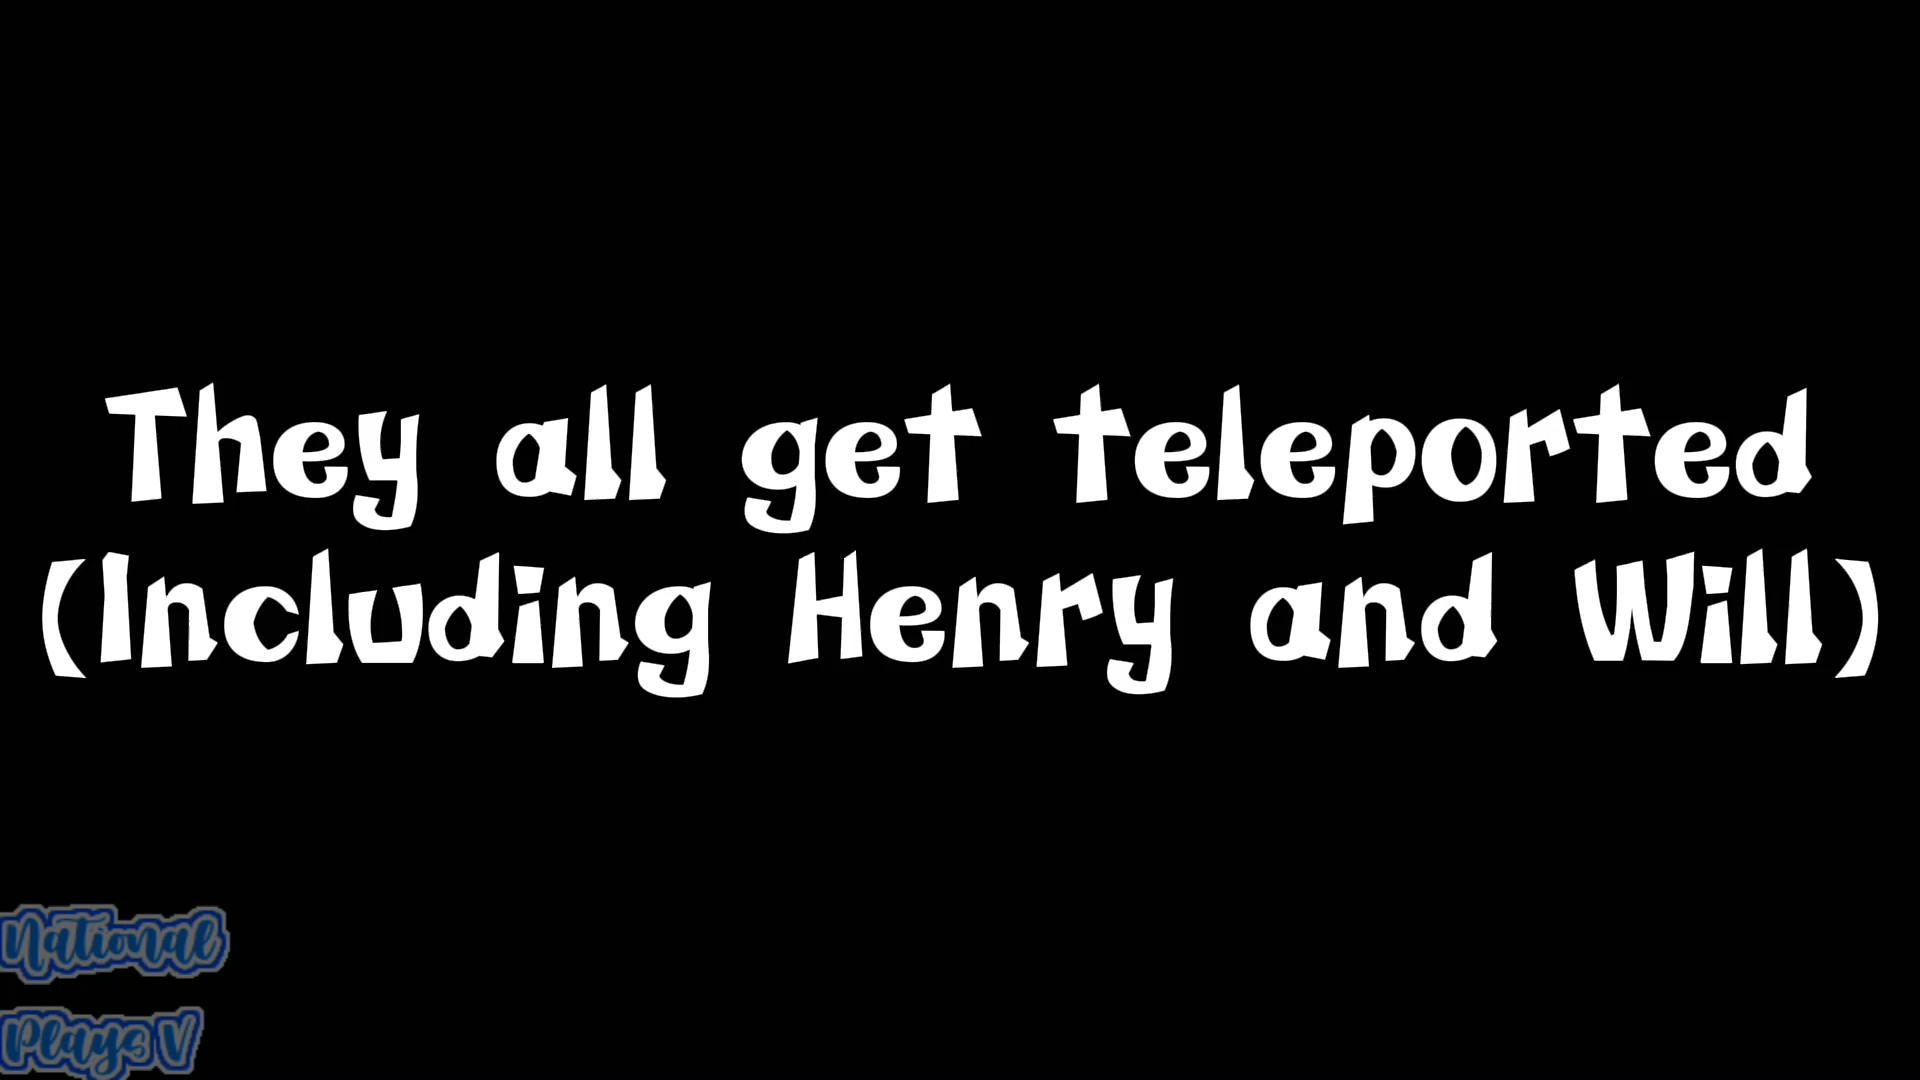 They all get teleported
(Including Henry and Will)
National
Plays V